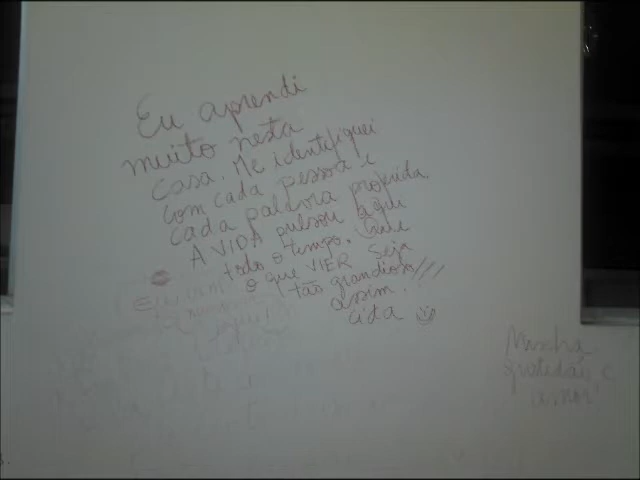 Eu aprendi
muito nesta
casa. Me identifiquei
com cada pessoa e
cada palavra proferida.
A VIDA pulsou aqui
todo o tempo. Que
o que VIER seja
tão grandioso!!!
assim.
Cida
Minha
gratidão e
amor!